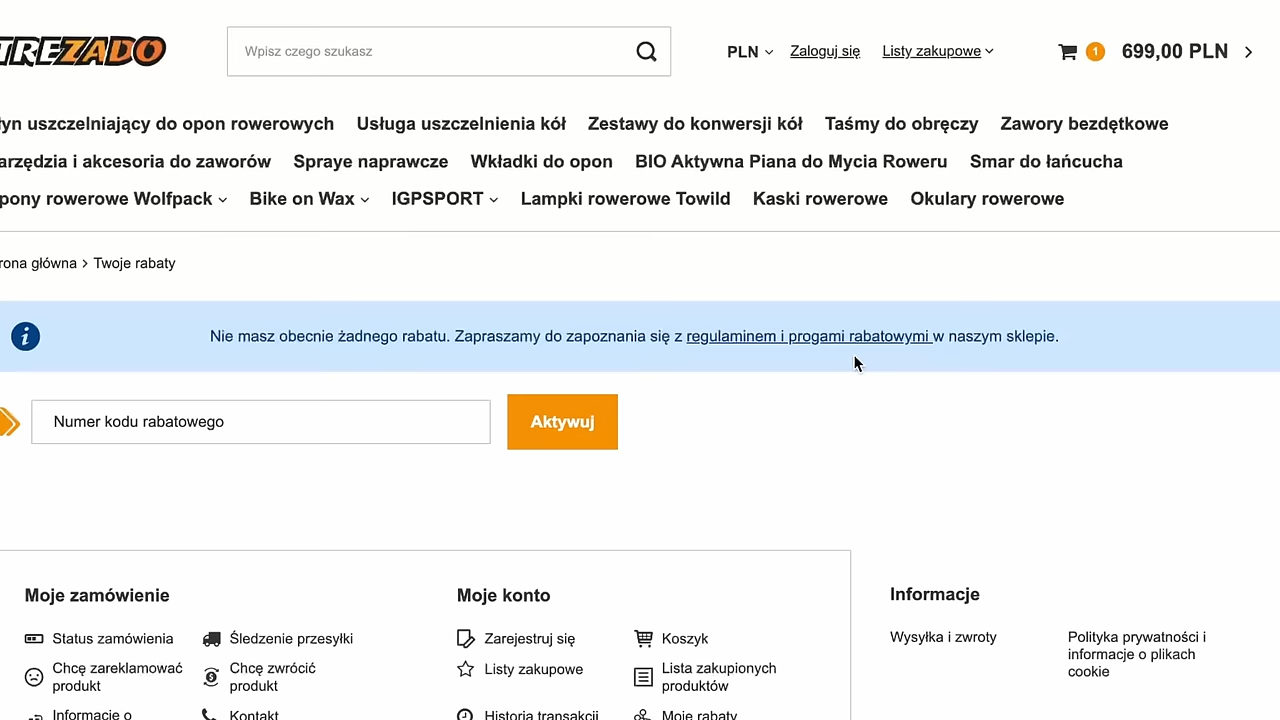 TREZADO
Wpisz czego szukasz
PLN
Zaloguj się
Listy zakupowe
1
699,00 PLN
łyn uszczelniający do opon rowerowych
Usługa uszczelnienia kół
Zestawy do konwersji kół
Taśmy do obręczy
Zawory bezdętkowe
arzędzia i akcesoria do zaworów
Spraye naprawcze
Wkładki do opon
BIO Aktywna Piana do Mycia Roweru
Smar do łańcucha
pony rowerowe Wolfpack
Bike on Wax
IGPSPORT
Lampki rowerowe Towild
Kaski rowerowe
Okulary rowerowe
rona główna > Twoje rabaty
Nie masz obecnie żadnego rabatu. Zapraszamy do zapoznania się z regulaminem i progami rabatowymi w naszym sklepie.
Numer kodu rabatowego
Aktywuj
Moje zamówienie
Status zamówienia
Śledzenie przesyłki
Chcę zareklamować
produkt
Chcę zwrócić
produkt
Informacje o
Kontakt
Moje konto
Zarejestruj się
Koszyk
Listy zakupowe
Lista zakupionych
produktów
Historia transakcji
Moje rabaty
Informacje
Wysyłka i zwroty
Polityka prywatności i
informacje o plikach
cookie